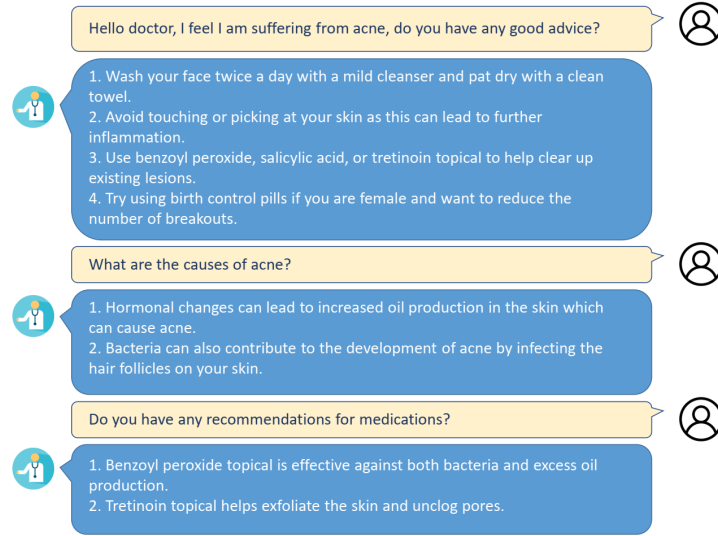 Hello doctor, I feel I am suffering from acne, do you have any good advice?
1. Wash your face twice a day with a mild cleanser and pat dry with a clean
towel.
2. Avoid touching or picking at your skin as this can lead to further
inflammation.
3. Use benzoyl peroxide, salicylic acid, or tretinoin topical to help clear up
existing lesions.
4. Try using birth control pills if you are female and want to reduce the
number of breakouts.
What are the causes of acne?
1. Hormonal changes can lead to increased oil production in the skin which
can cause acne.
2. Bacteria can also contribute to the development of acne by infecting the
hair follicles on your skin.
Do you have any recommendations for medications?
1. Benzoyl peroxide topical is effective against both bacteria and excess oil
production.
2. Tretinoin topical helps exfoliate the skin and unclog pores.